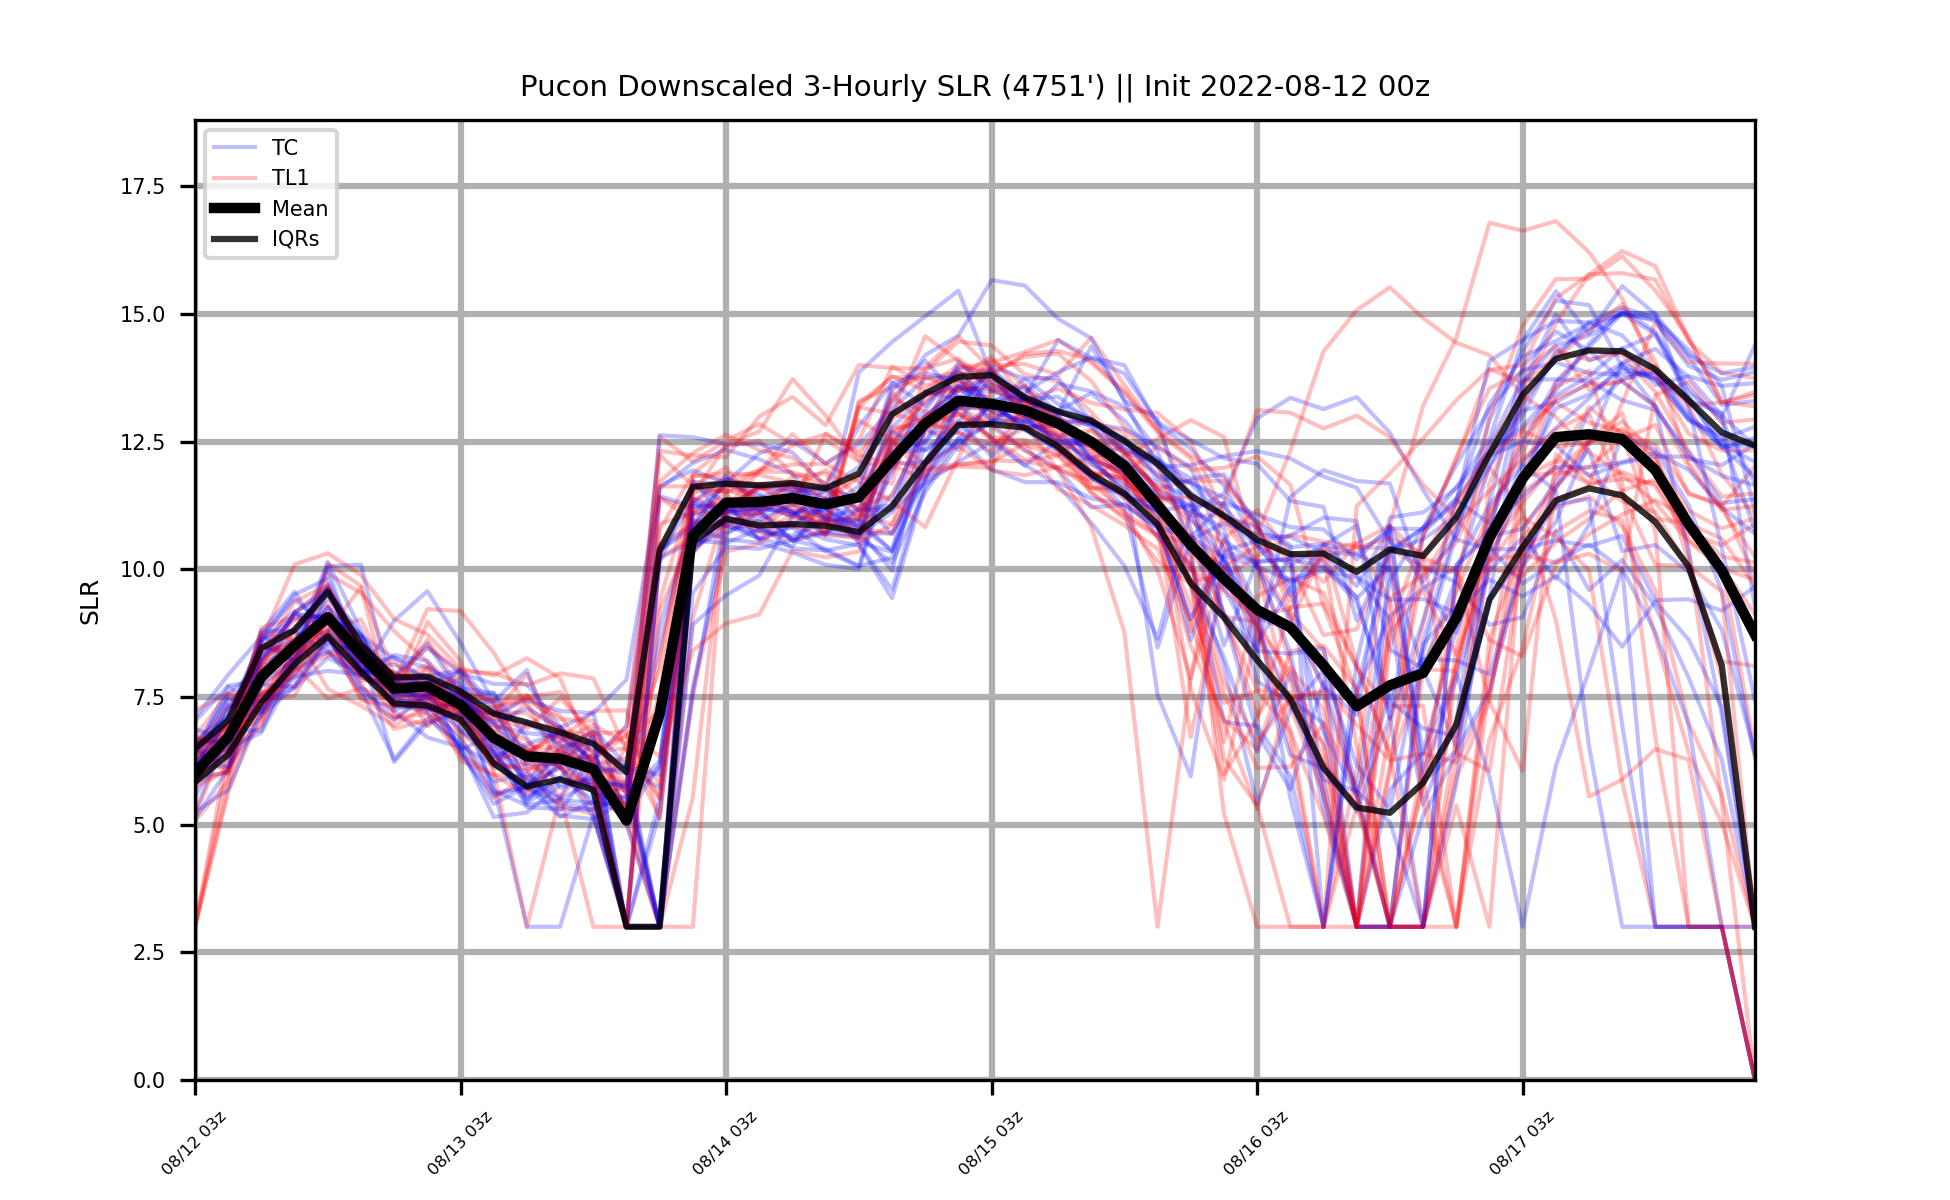 Pucon Downscaled 3-Hourly SLR (4751') || Init 2022-08-12 00z
TC
TL1
Mean
IQRs
17.5
15.0
12.5
10.0
7.5
5.0
2.5
0.0
SLR
08/12 03z
08/13 03z
08/14 03z
08/15 03z
08/16 03z
08/17 03z